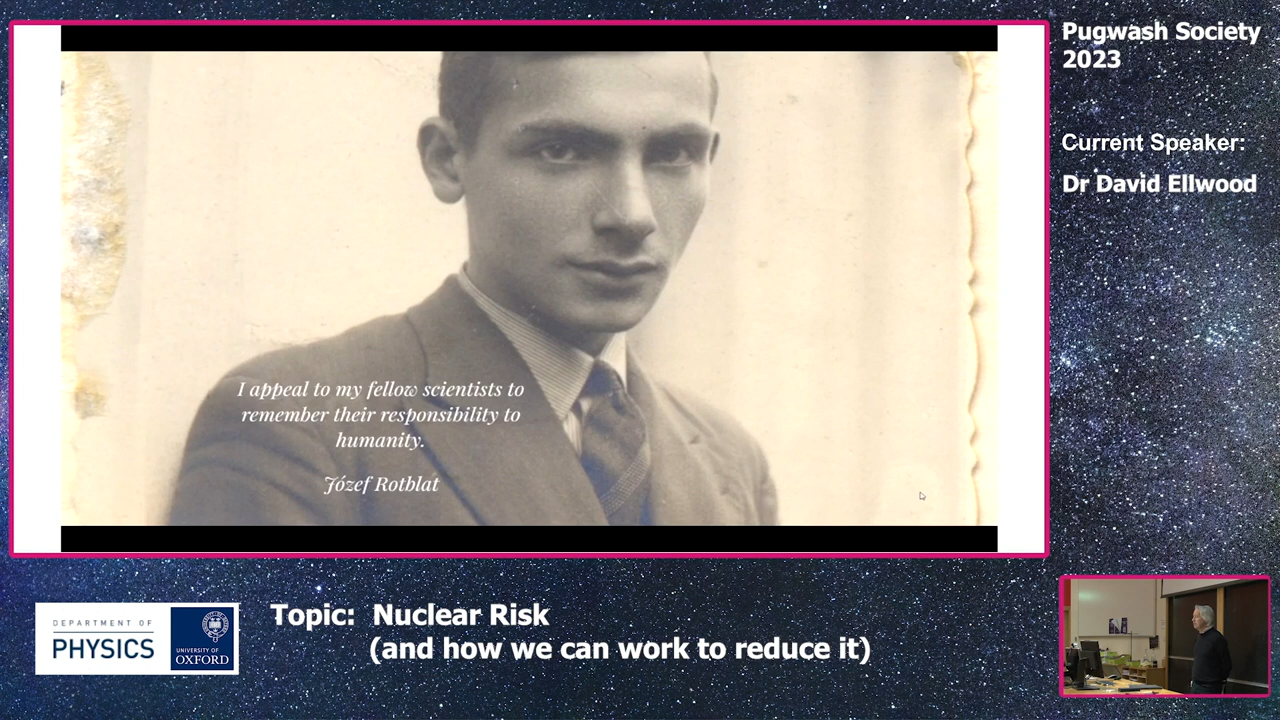 Pugwash Society
2023
Current Speaker:
Dr David Ellwood
I appeal to my fellow scientists to
remember their responsibility to
humanity.
Józef Rotblat
DEPARTMENT OF
PHYSICS
UNIVERSITY OF
OXFORD
Topic: Nuclear Risk
(and how we can work to reduce it)